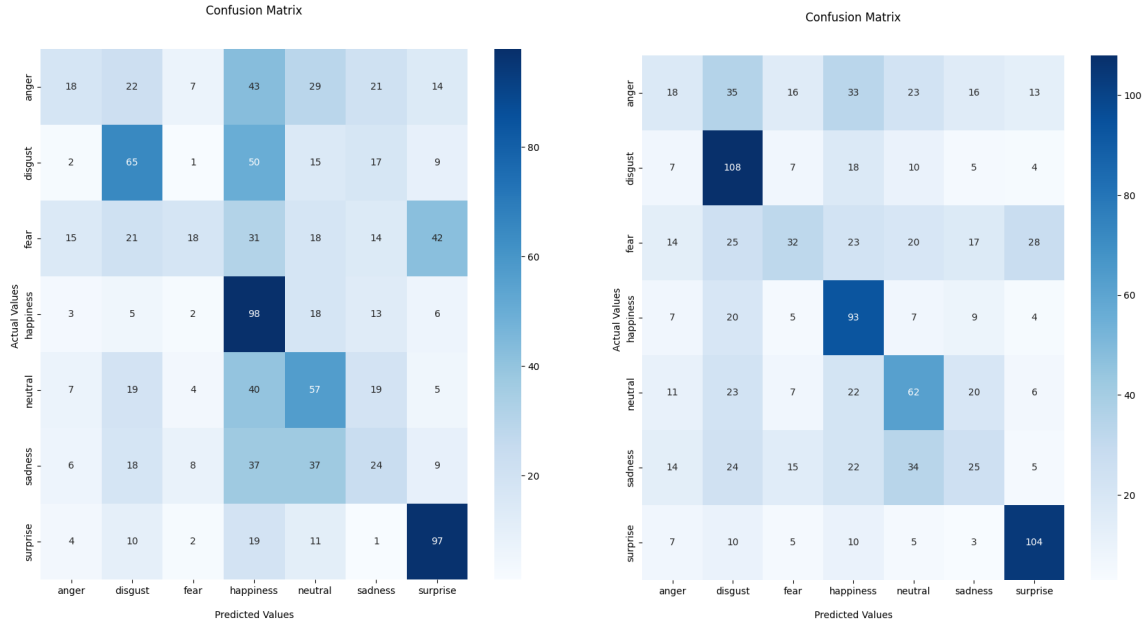 Confusion Matrix
anger 18 22 7 43 29 21 14
disgust 2 65 1 50 15 17 9
fear 15 21 18 31 18 14 42
happiness 3 5 2 98 18 13 6
neutral 7 19 4 40 57 19 5
sadness 6 18 8 37 37 24 9
surprise 4 10 2 19 11 1 97
anger disgust fear happiness neutral sadness surprise
Predicted Values
Actual Values
80
60
40
20
Confusion Matrix
anger 18 35 16 33 23 16 13
disgust 7 108 7 18 10 5 4
fear 14 25 32 23 20 17 28
happiness 7 20 5 93 7 9 4
neutral 11 23 7 22 62 20 6
sadness 14 24 15 22 34 25 5
surprise 7 10 5 10 5 3 104
anger disgust fear happiness neutral sadness surprise
Predicted Values
Actual Values
100
80
60
40
20